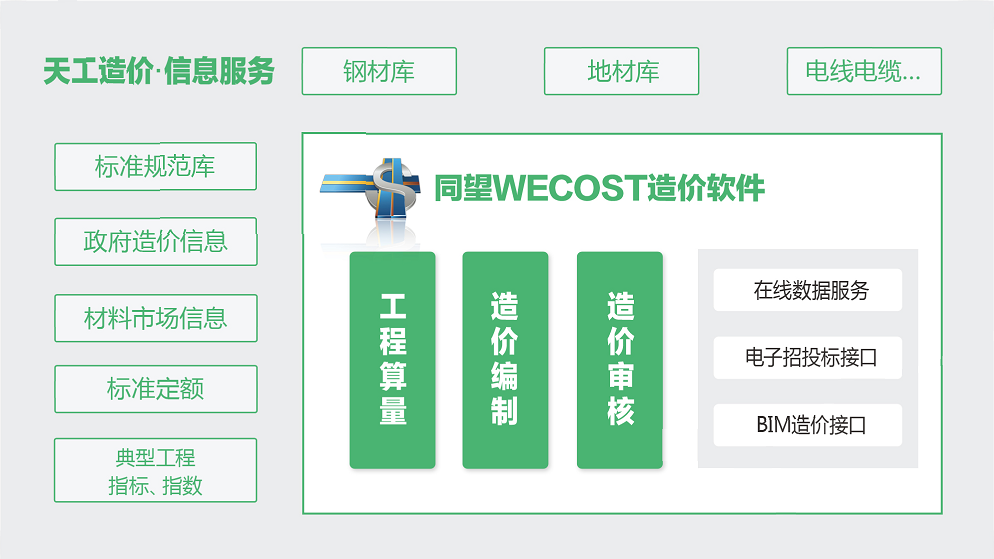 天工造价·信息服务
钢材库
地材库
电线电缆...
标准规范库
政府造价信息
材料市场信息
标准定额
典型工程
指标、指数
同望WECOST造价软件
工程算量
造价编制
造价审核
在线数据服务
电子招投标接口
BIM造价接口